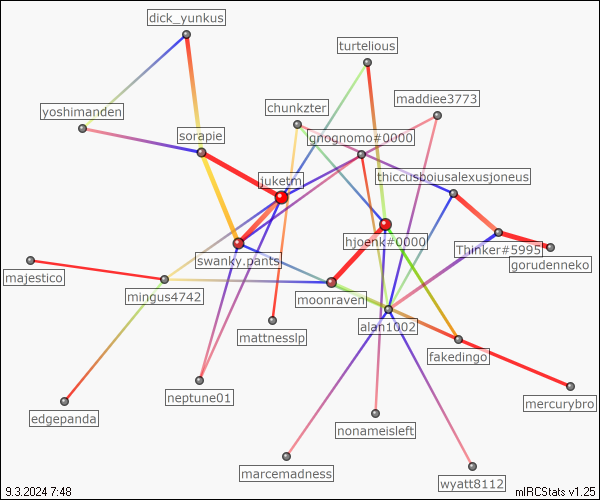 dick_yunkus
turtelious
maddiee3773
chunkzter
yoshimanden
gnognomo#0000
sorapie
thiccusboiusalexusjoneus
juketm
hjoenk#0000
Thinker#5995
swanky.pants
gorudenneko
majestico
mingus4742
moonraven
alan1002
mattnesslp
fakedingo
neptune01
mercurybro
edgepanda
nonameisleft
marcemadness
wyatt8112
9.3.2024 7:48
mIRCStats v1.25